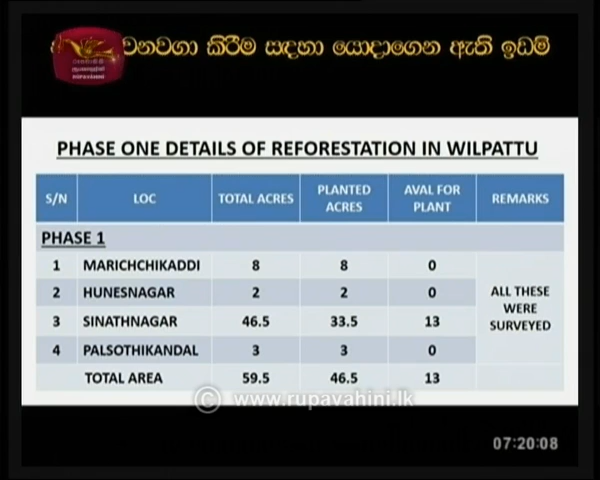 වනවගා කිරීම සඳහා යොදාගෙන ඇති ඉඩම්
PHASE ONE DETAILS OF REFORESTATION IN WILPATTU
S/N LOC TOTAL ACRES PLANTED ACRES AVAL FOR PLANT REMARKS
PHASE 1
1 MARICHCHIKADDI 8 8 0
2 HUNESNAGAR 2 2 0
3 SINATHNAGAR 46.5 33.5 13
4 PALSOTHIKANDAL 3 3 0
ALL THESE
WERE
SURVEYED
TOTAL AREA 59.5 46.5 13
© www.rupavahini.lk
07:20:08